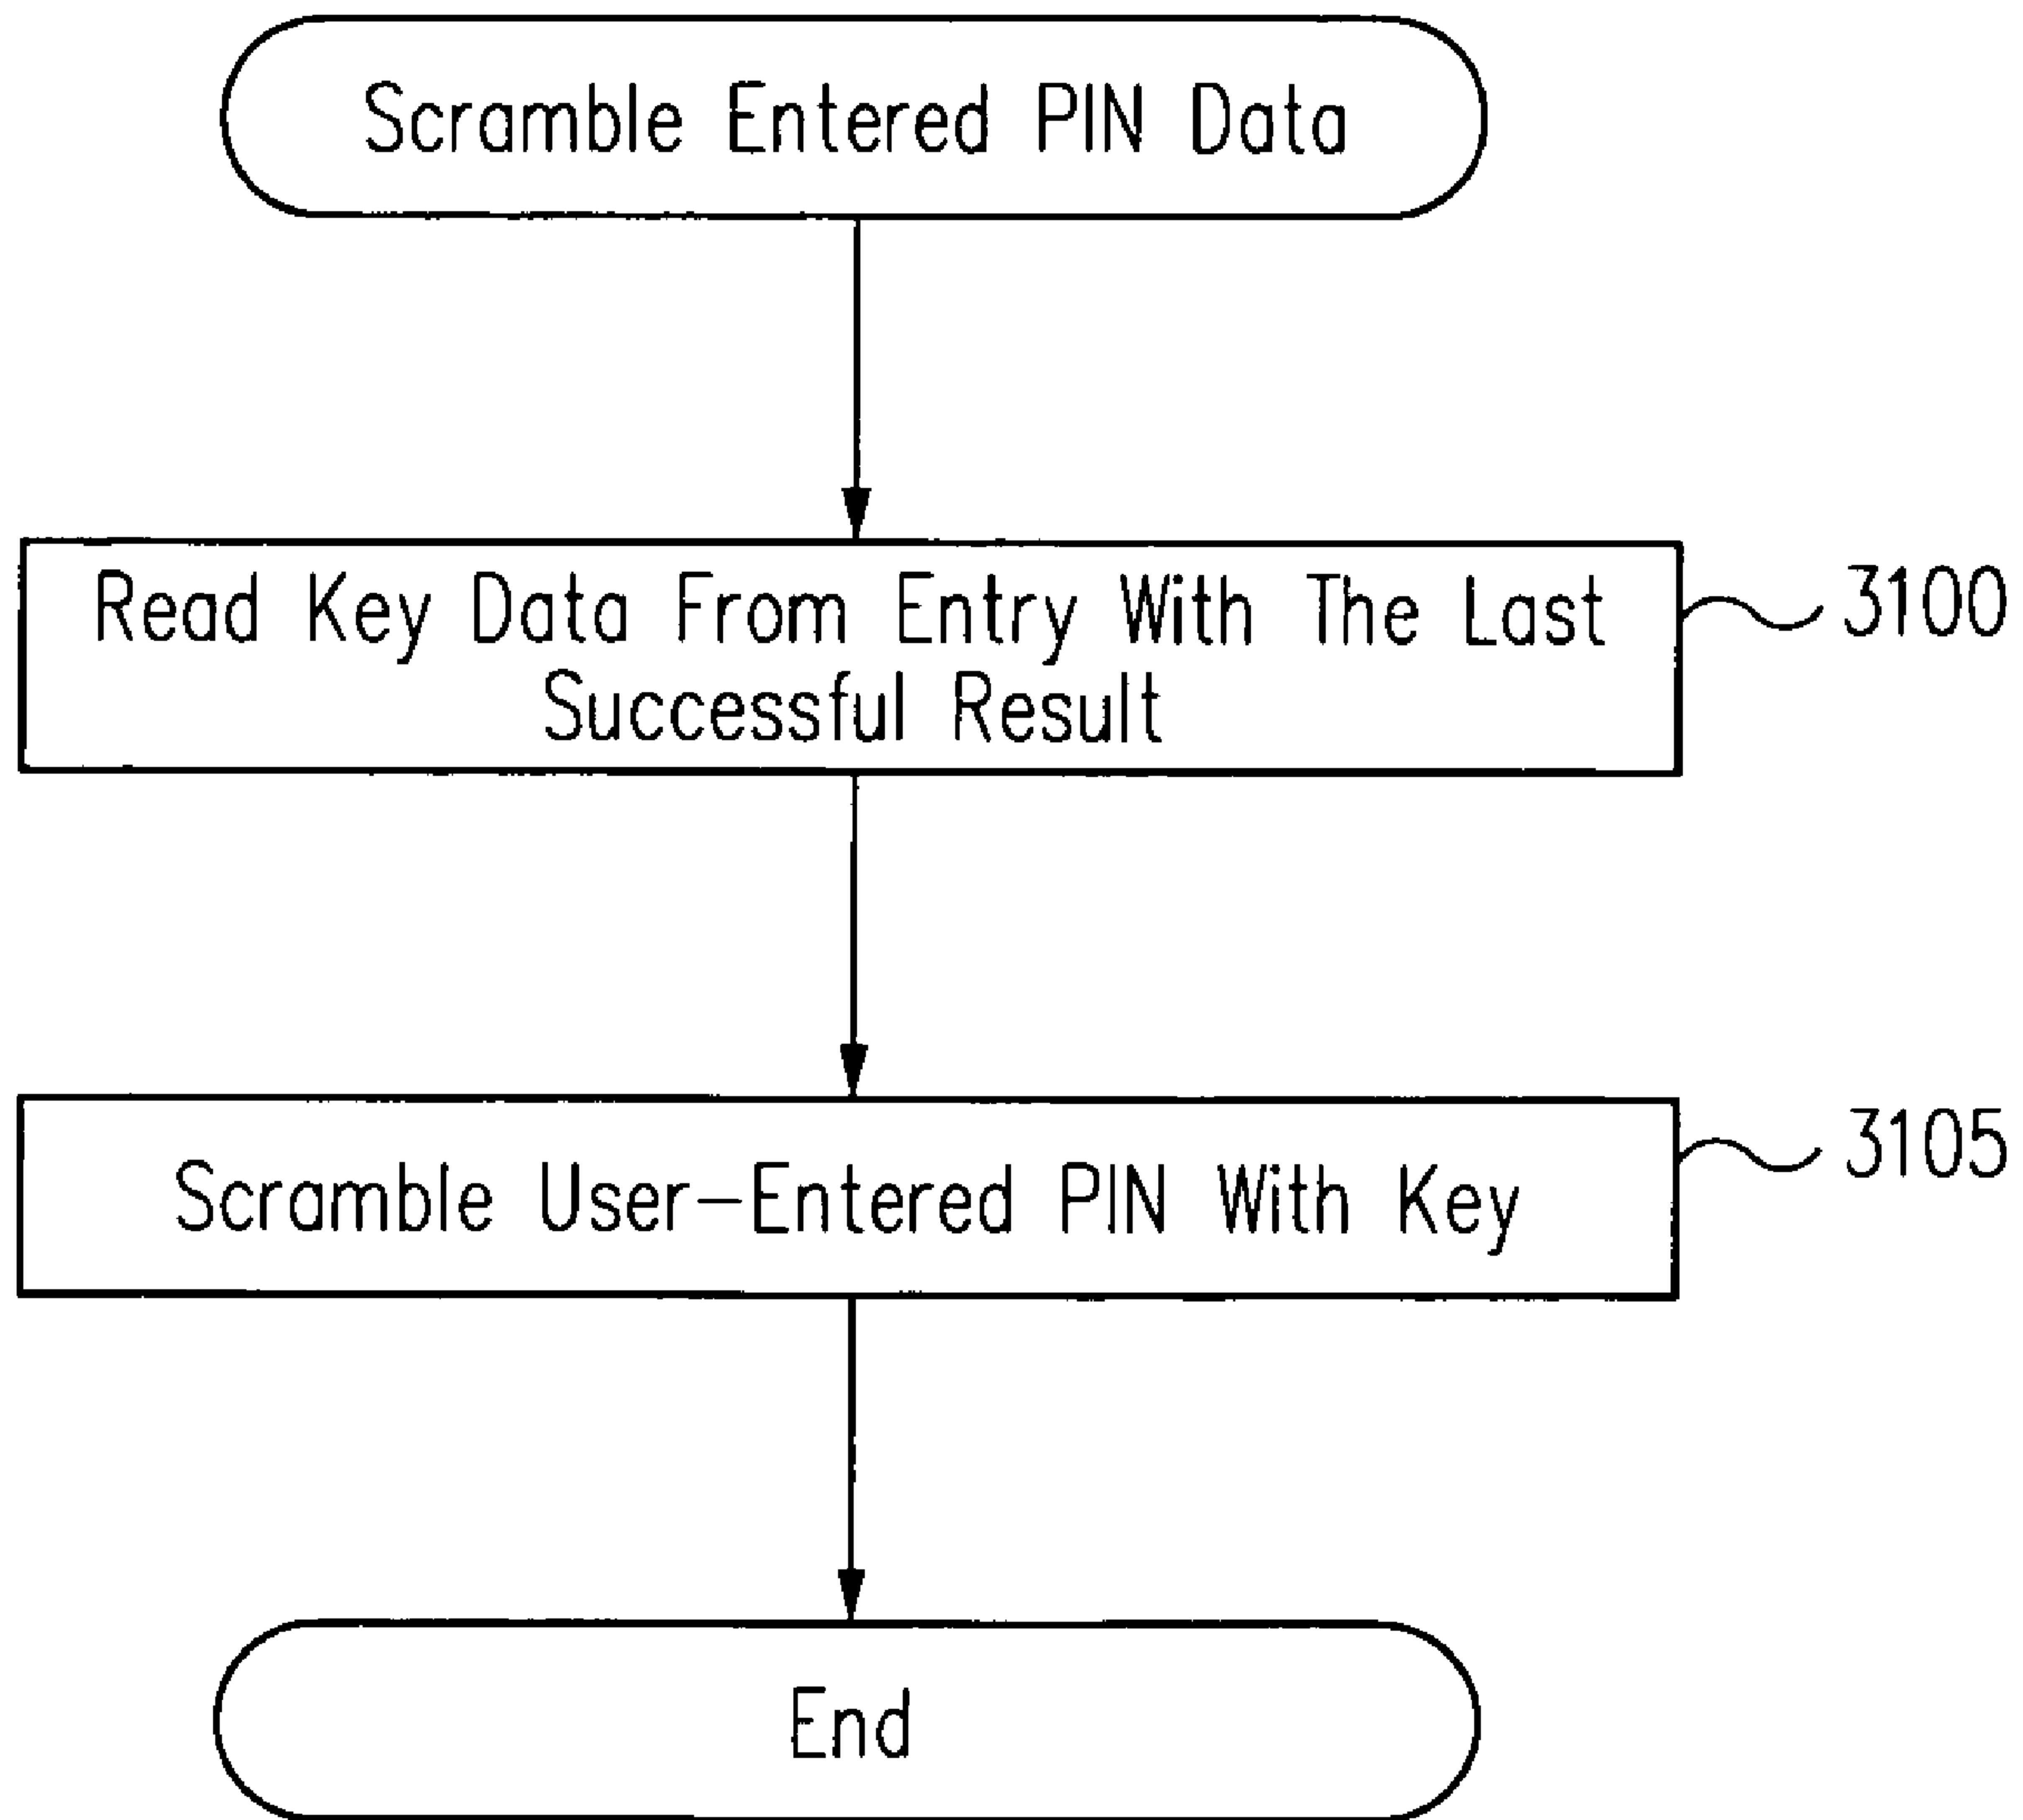 Scramble Entered PIN Data
Read Key Data From Entry With The Last
Successful Result
3100
Scramble User-Entered PIN With Key
3105
End